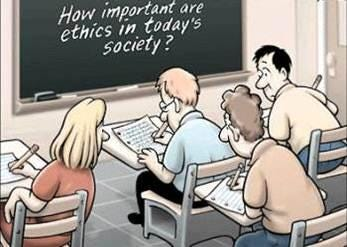 How important are
ethics in today's
society?